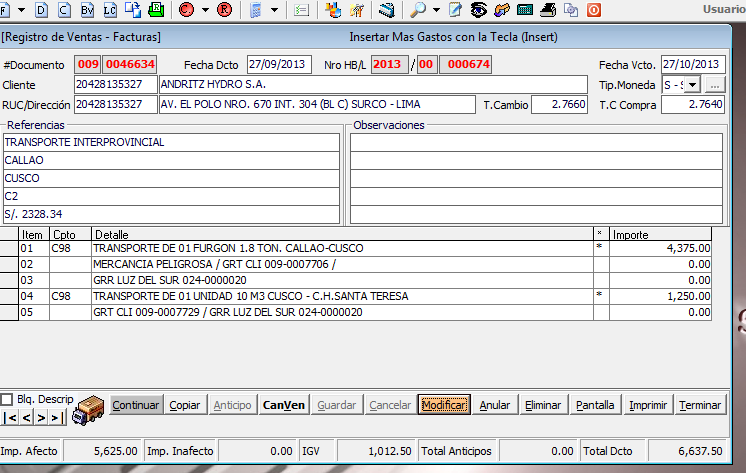 Usuario
[Registro de Ventas - Facturas] Insertar Mas Gastos con la Tecla (Insert)
#Documento 009 0046634 Fecha Dcto 27/09/2013 Nro HB/L 2013 / 00 000674 Fecha Vcto. 27/10/2013
Cliente 20428135327 ANDRITZ HYDRO S.A. Tip.Moneda S - S ...
RUC/Dirección 20428135327 AV. EL POLO NRO. 670 INT. 304 (BL C) SURCO - LIMA T.Cambio 2.7660 T.C Compra 2.7640
Referencias Observaciones
TRANSPORTE INTERPROVINCIAL
CALLAO
CUSCO
C2
S/. 2328.34
Item Cpto Detalle * Importe
01 C98 TRANSPORTE DE 01 FURGON 1.8 TON. CALLAO-CUSCO * 4,375.00
02 MERCANCIA PELIGROSA / GRT CLI 009-0007706 / 0.00
03 GRR LUZ DEL SUR 024-0000020 0.00
04 C98 TRANSPORTE DE 01 UNIDAD 10 M3 CUSCO - C.H.SANTA TERESA * 1,250.00
05 GRT CLI 009-0007729 / GRR LUZ DEL SUR 024-0000020 0.00
Blq. Descrip
|< < > >| Continuar Copiar Anticipo CanVen Guardar Cancelar Modificar Anular Eliminar Pantalla Imprimir Terminar
Imp. Afecto 5,625.00 Imp. Inafecto 0.00 IGV 1,012.50 Total Anticipos 0.00 Total Dcto 6,637.50